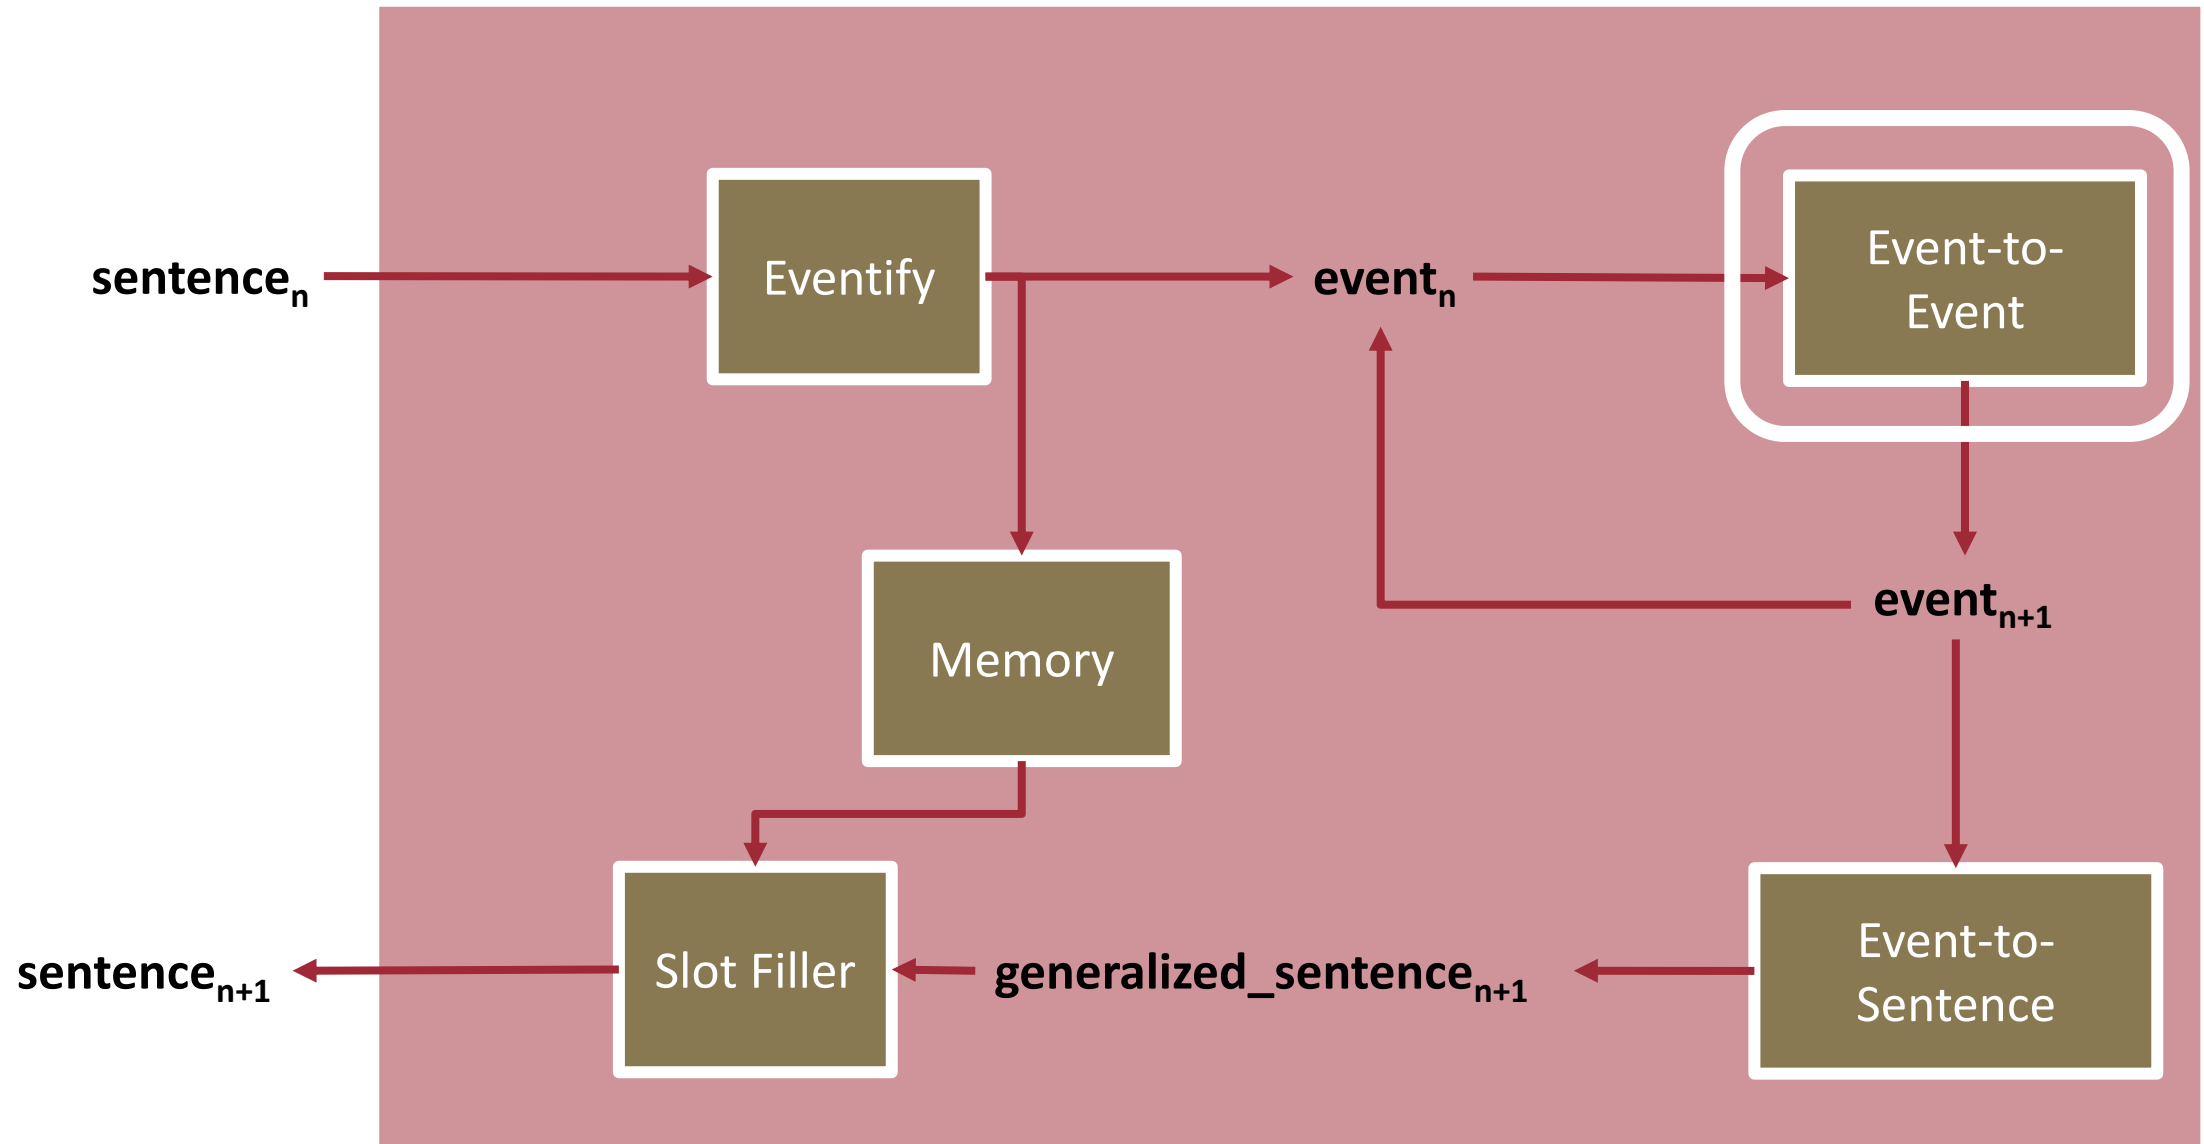 sentenceₙ
Eventify
eventₙ
Event-to-
Event
eventₙ₊₁
Memory
sentenceₙ₊₁
Slot Filler
generalized_sentenceₙ₊₁
Event-to-
Sentence